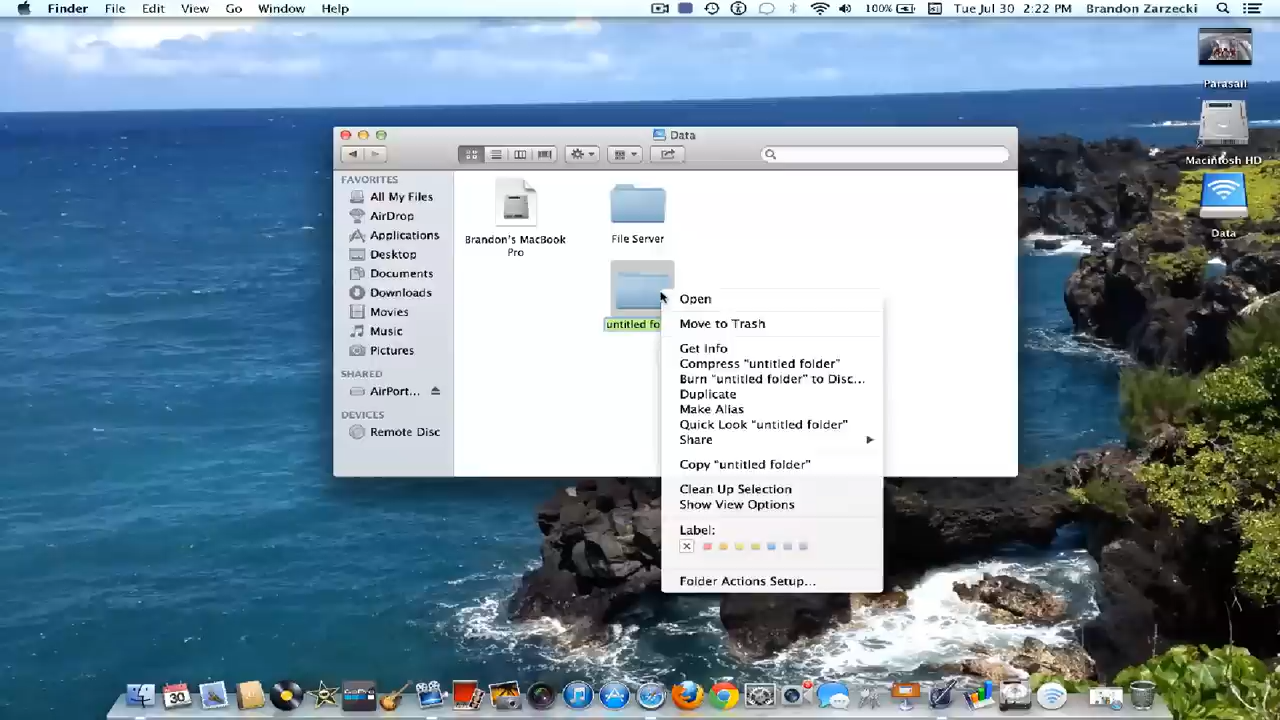 Finder File Edit View Go Window Help 100% Tue Jul 30 2:22 PM Brandon Zarzecki
Parasail
Macintosh HD
Data
Data
FAVORITES
All My Files
AirDrop
Applications
Desktop
Documents
Downloads
Movies
Music
Pictures
SHARED
AirPort...
DEVICES
Remote Disc
Brandon's MacBook
Pro
File Server
untitled fo
Open
Move to Trash
Get Info
Compress "untitled folder"
Burn "untitled folder" to Disc...
Duplicate
Make Alias
Quick Look "untitled folder"
Share
Copy "untitled folder"
Clean Up Selection
Show View Options
Label:
Folder Actions Setup...
30